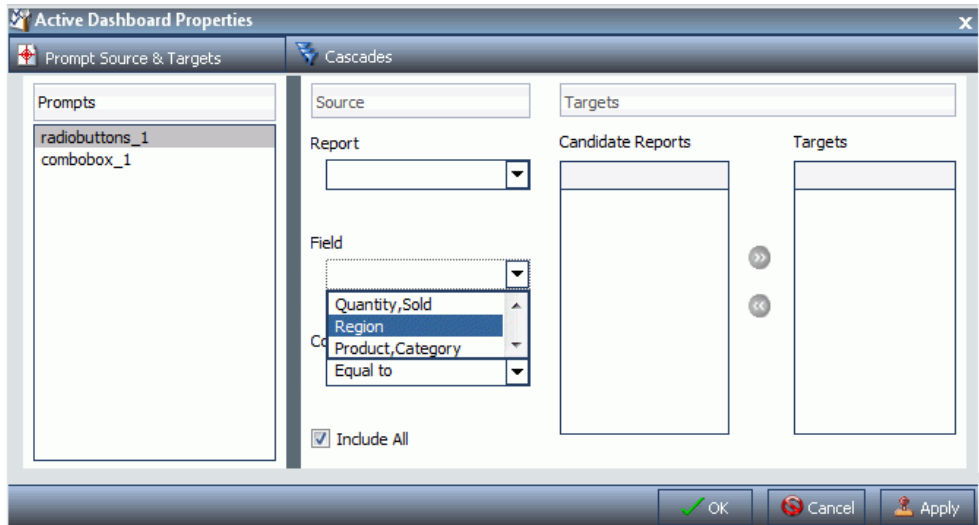 Active Dashboard Properties
x
Prompt Source & Targets
Cascades
Prompts
radiobuttons_1
combobox_1
Source
Report
Field
Quantity,Sold
Region
Product,Category
Co
Equal to
Include All
Targets
Candidate Reports
Targets
OK
Cancel
Apply